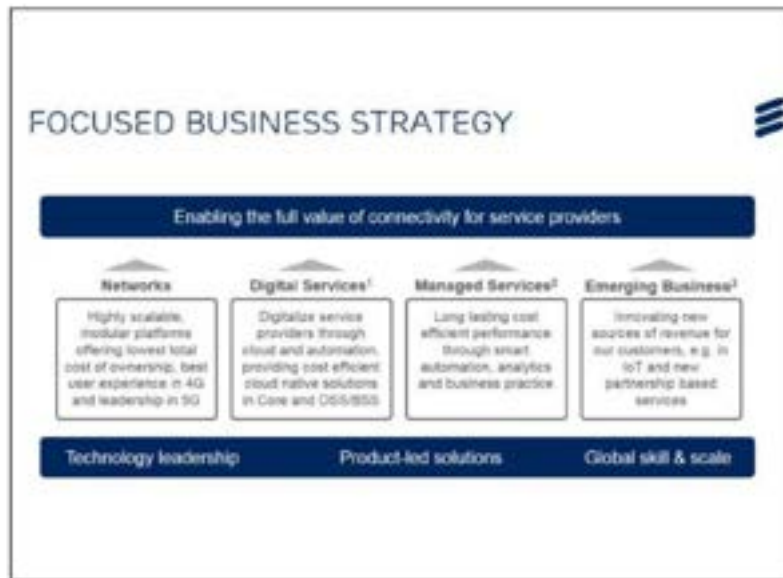 FOCUSED BUSINESS STRATEGY
Enabling the full value of connectivity for service providers
Networks
Highly scalable,
modular platforms
offering lowest total
cost of ownership, best
user experience in 4G
and leadership in 5G
Digital Services¹
Digitalize service
providers through
cloud and automation,
providing cost efficient
cloud native solutions
in Core and OSS/BSS
Managed Services²
Long lasting cost
efficient performance
through smart
automation, analytics
and business practice
Emerging Business³
Innovating new
sources of revenue for
our customers, e.g. in
IoT and new
partnership based
services
Technology leadership
Product-led solutions
Global skill & scale